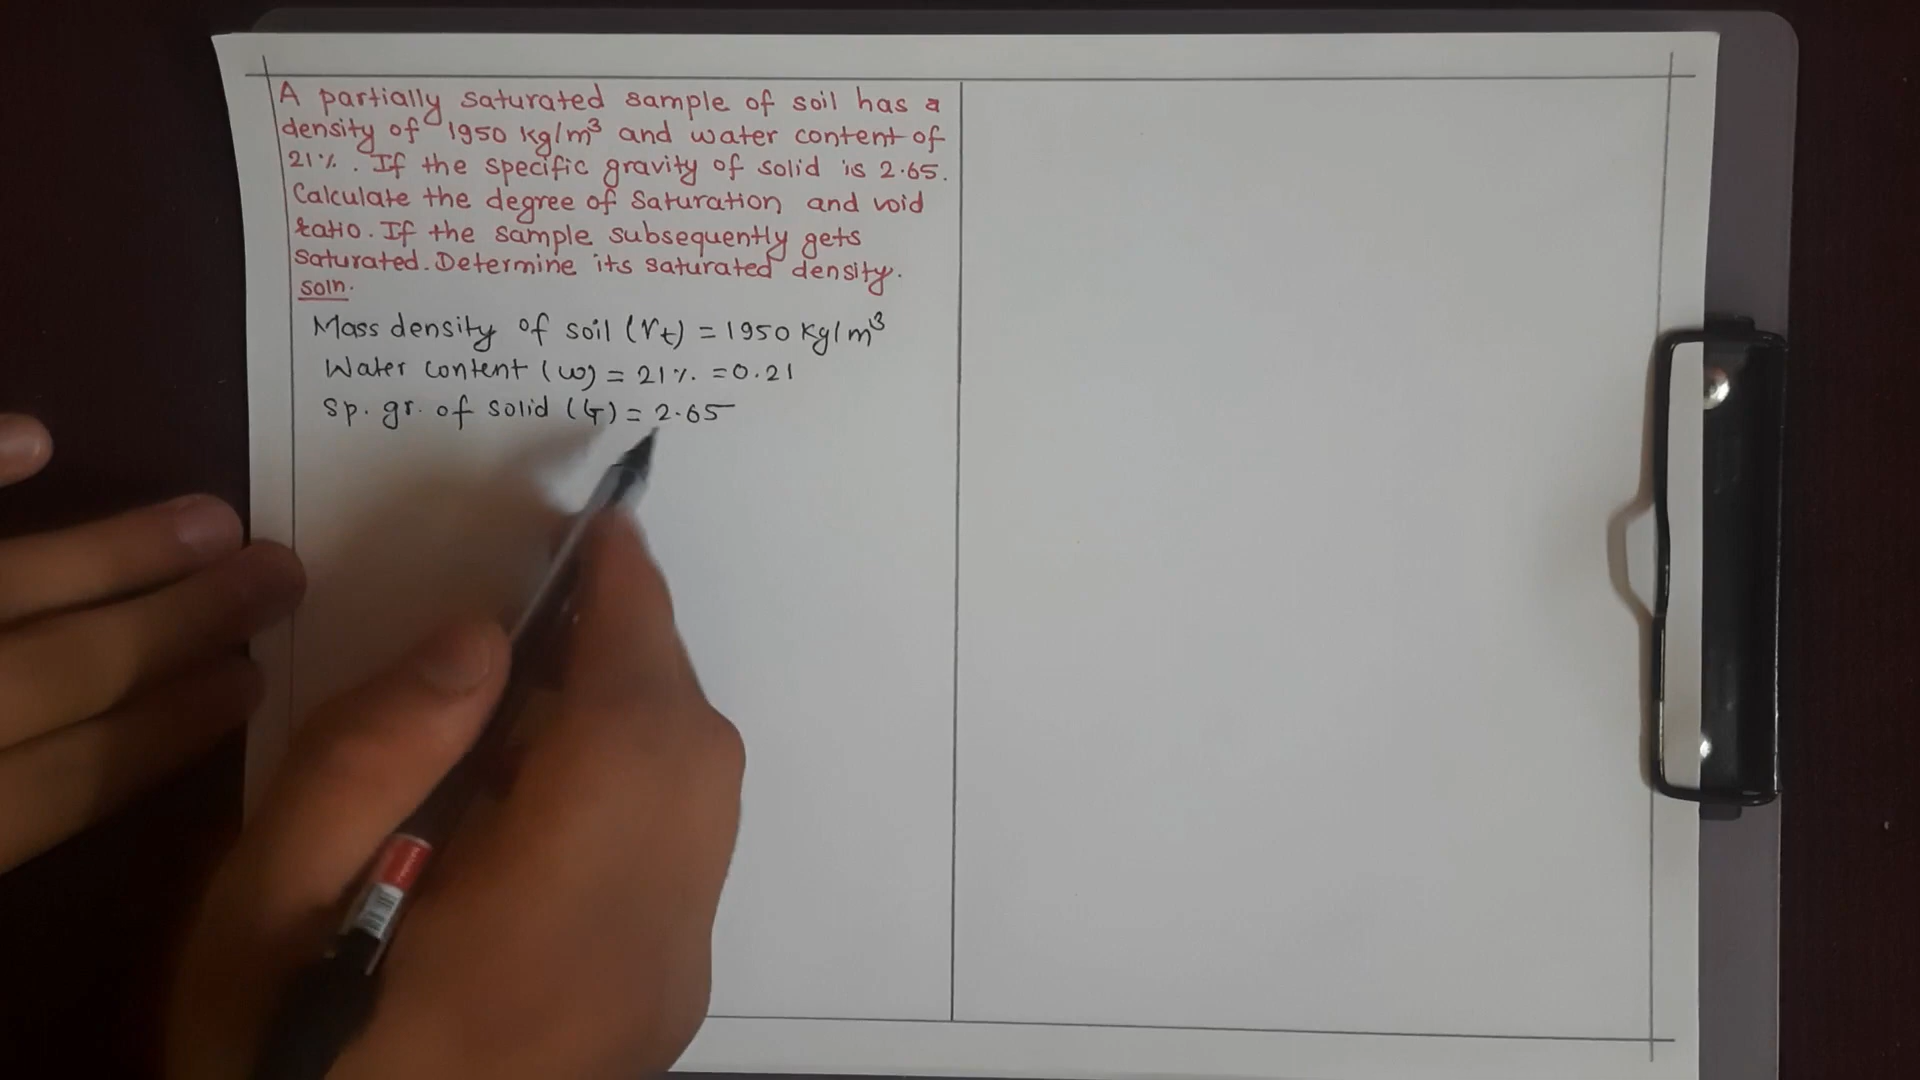 A partially saturated sample of soil has a
density of 1950 kg/m³ and water content of
21%. If the specific gravity of solid is 2.65.
Calculate the degree of Saturation and void
ratio. If the sample subsequently gets
saturated. Determine its saturated density.
soln.
Mass density of soil (γt) = 1950 kg/m³
Water content (w) = 21% = 0.21
Sp. gr. of solid (G) = 2.65